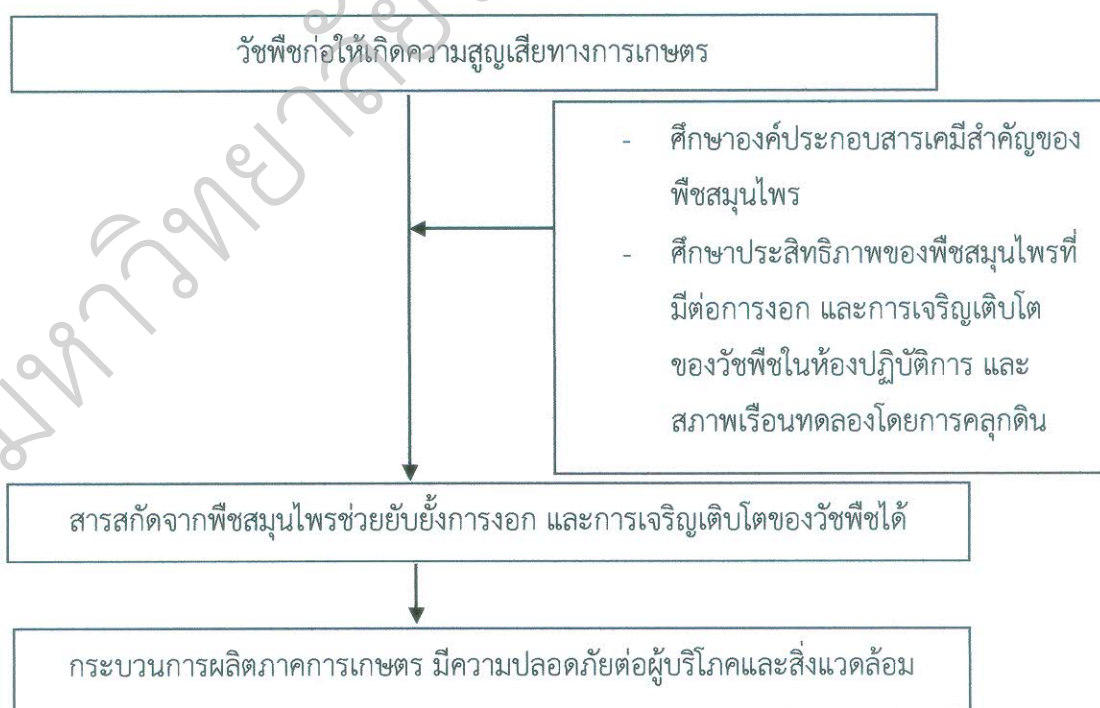 วัชพืชก่อให้เกิดความสูญเสียทางการเกษตร
- ศึกษาองค์ประกอบสารเคมีสำคัญของ
พืชสมุนไพร
- ศึกษาประสิทธิภาพของพืชสมุนไพรที่
มีต่อการงอก และการเจริญเติบโต
ของวัชพืชในห้องปฏิบัติการ และ
สภาพเรือนทดลองโดยการคลุกดิน
สารสกัดจากพืชสมุนไพรช่วยยับยั้งการงอก และการเจริญเติบโตของวัชพืชได้
กระบวนการผลิตภาคการเกษตร มีความปลอดภัยต่อผู้บริโภคและสิ่งแวดล้อม
มหาวิทยาลัย